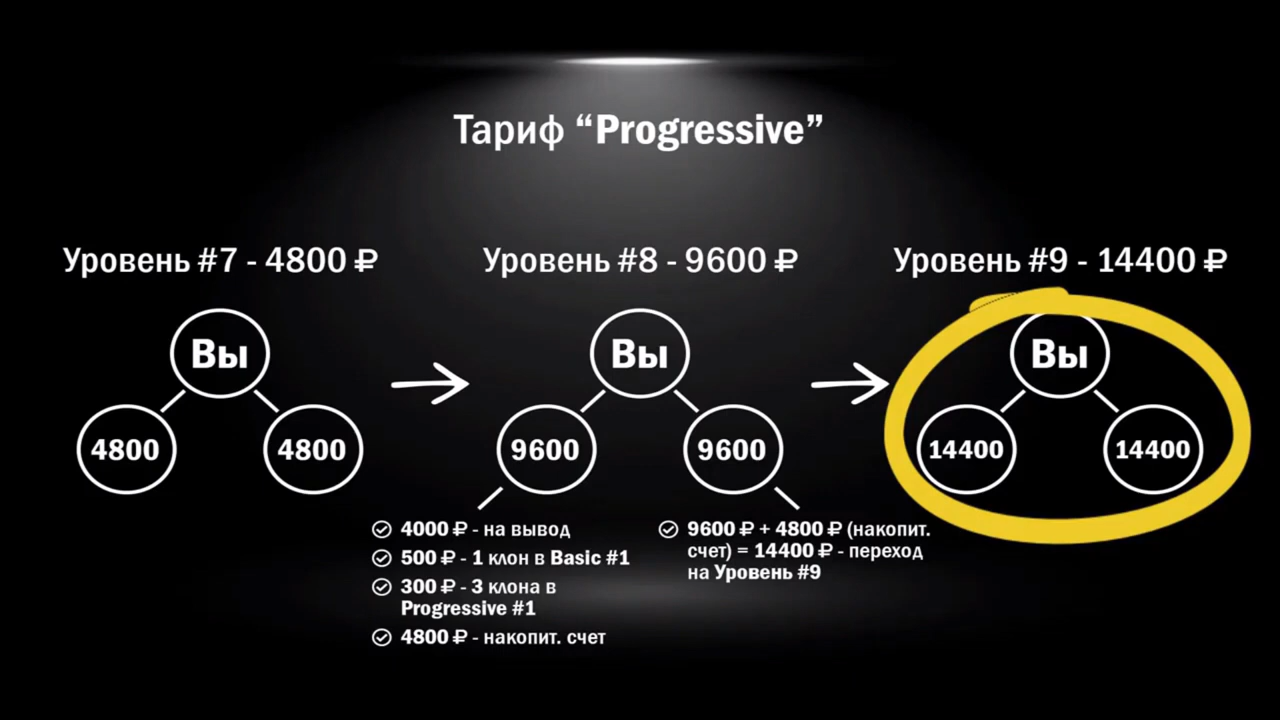 Тариф “Progressive”
Уровень #7 - 4800 ₽
Уровень #8 - 9600 ₽
Уровень #9 - 14400 ₽
Вы
4800
4800
Вы
9600
9600
Вы
14400
14400
4000 ₽ - на вывод
500 ₽ - 1 клон в Basic #1
300 ₽ - 3 клона в
Progressive #1
4800 ₽ - накопит. счет
9600 ₽ + 4800 ₽ (накопит.
счет) = 14400 ₽ - переход
на Уровень #9